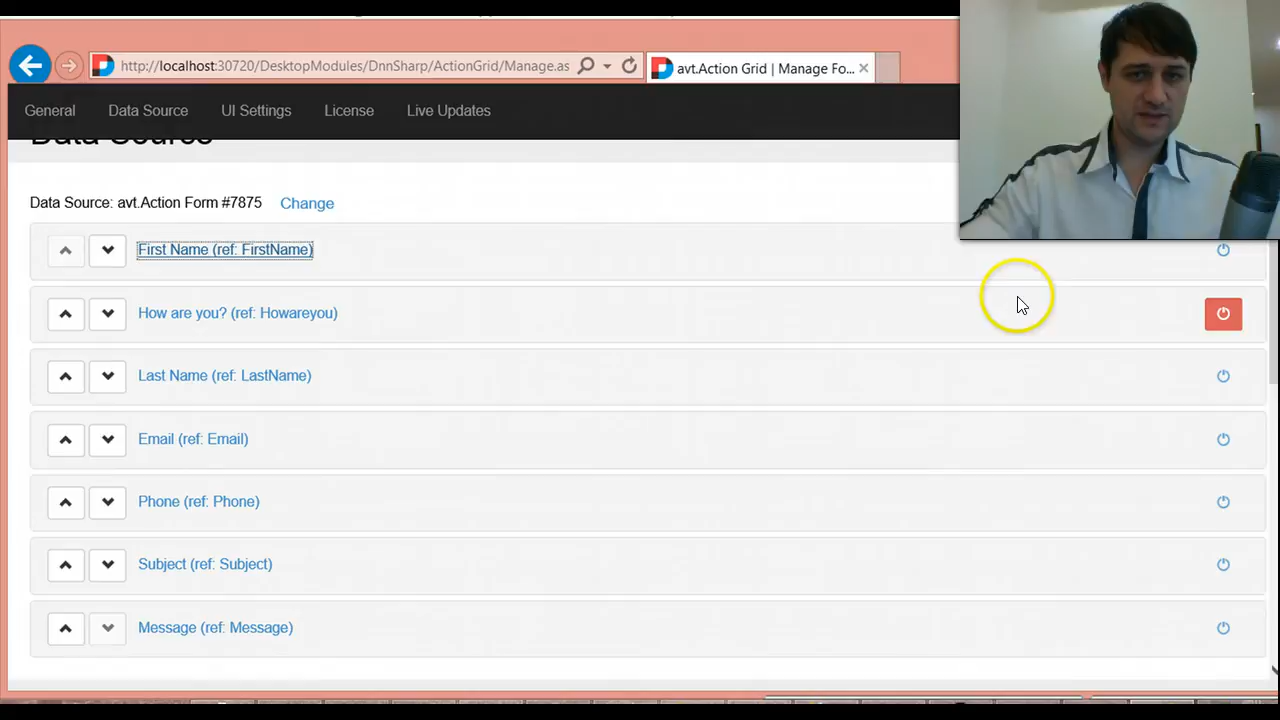 http://localhost:30720/DesktopModules/DnnSharp/ActionGrid/Manage.as
avt.Action Grid | Manage Fo...
General
Data Source
UI Settings
License
Live Updates
Data Source
Data Source: avt.Action Form #7875 Change
First Name (ref: FirstName)
How are you? (ref: Howareyou)
Last Name (ref: LastName)
Email (ref: Email)
Phone (ref: Phone)
Subject (ref: Subject)
Message (ref: Message)